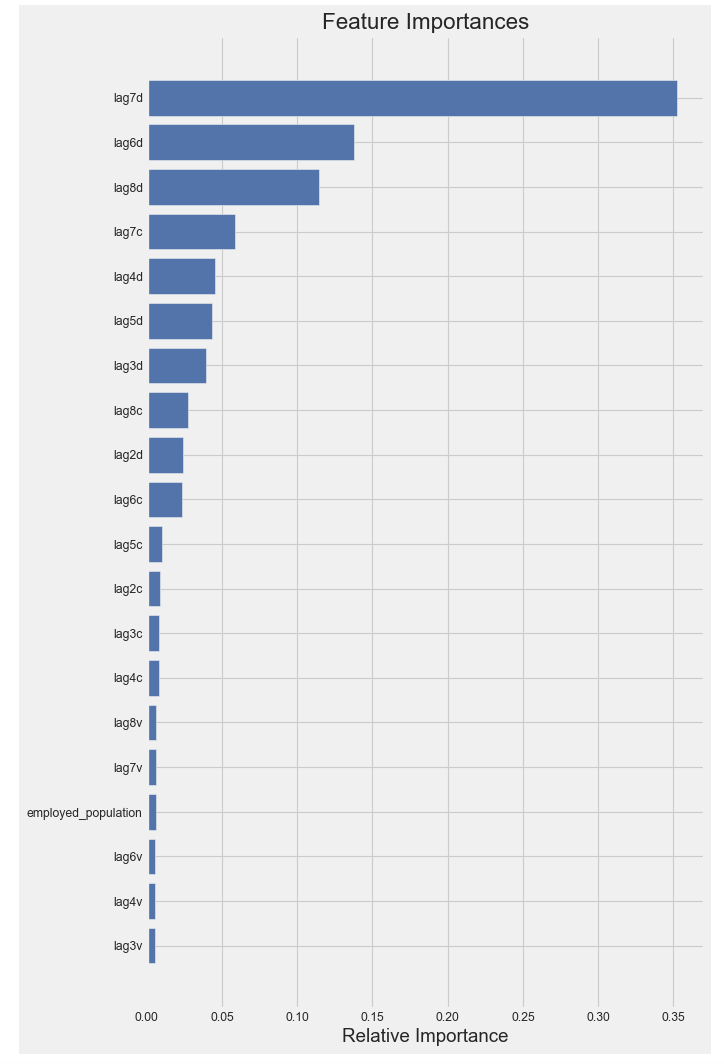 Feature Importances
lag7d
lag6d
lag8d
lag7c
lag4d
lag5d
lag3d
lag8c
lag2d
lag6c
lag5c
lag2c
lag3c
lag4c
lag8v
lag7v
employed_population
lag6v
lag4v
lag3v
0.00 0.05 0.10 0.15 0.20 0.25 0.30 0.35
Relative Importance